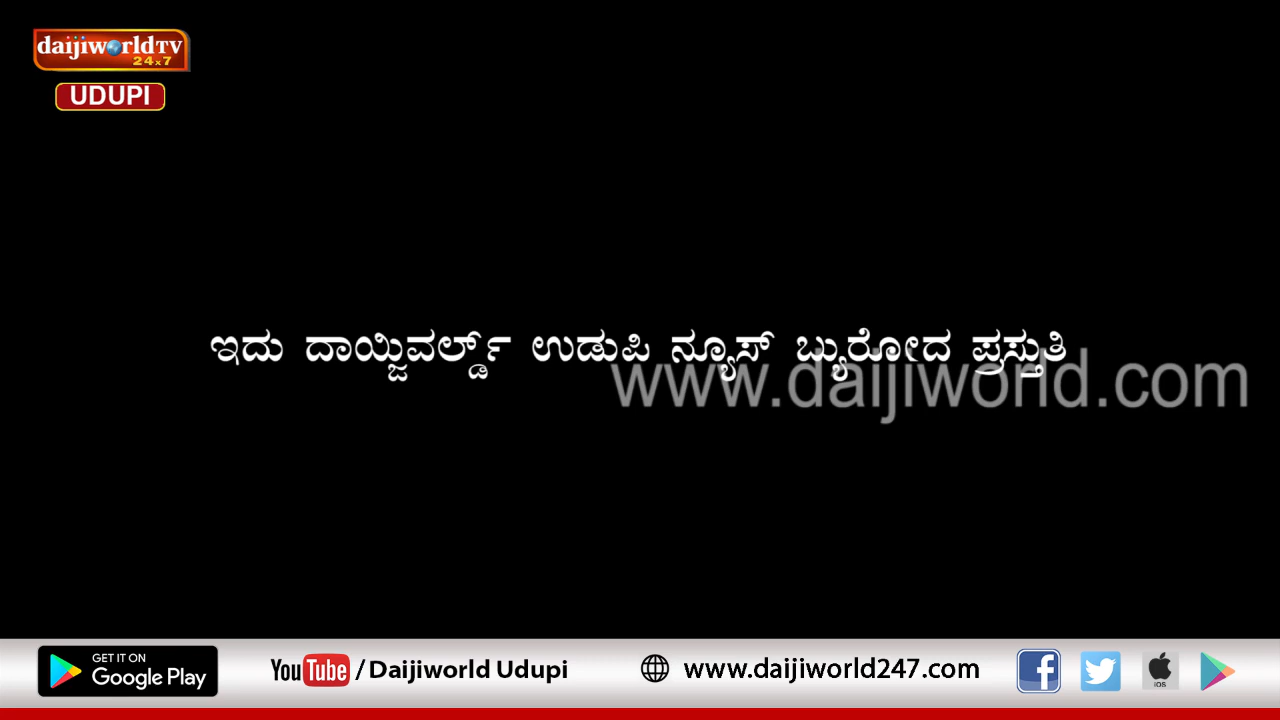 daijiworldTV
24x7
UDUPI
ಇದು ದಾಯ್ಜಿವರ್ಲ್ಡ್ ಉಡುಪಿ ನ್ಯೂಸ್ ಬ್ಯುರೋದ ಪ್ರಸ್ತುತಿ
www.daijiworld.com
GET IT ON
Google Play
YouTube /Daijiworld Udupi
www.daijiworld247.com
f
iOS